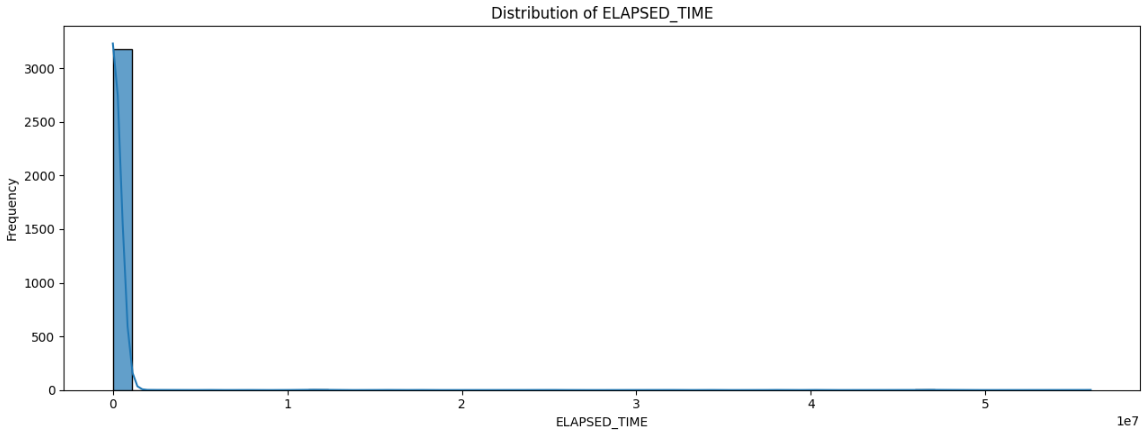 Distribution of ELAPSED_TIME
3000
2500
2000
1500
1000
500
0
Frequency
0 1 2 3 4 5
1e7
ELAPSED_TIME